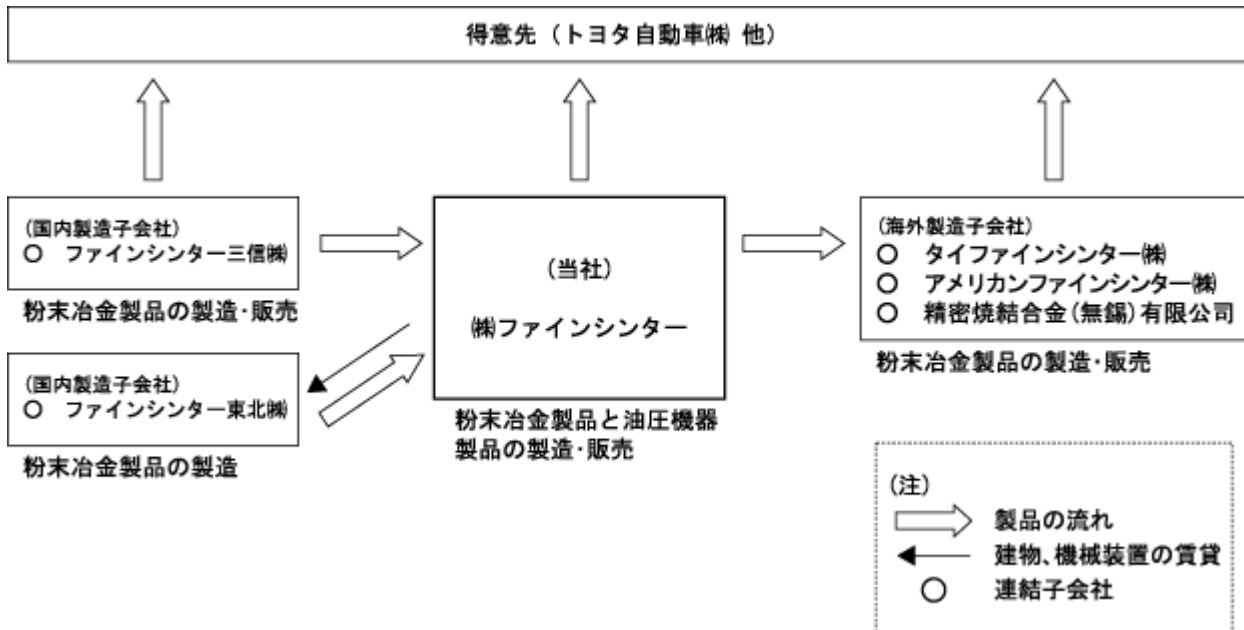 得意先（トヨタ自動車㈱ 他）
(国内製造子会社)
○ ファインシンター三信㈱
粉末冶金製品の製造・販売
(国内製造子会社)
○ ファインシンター東北㈱
粉末冶金製品の製造
(当社)
㈱ファインシンター
粉末冶金製品と油圧機器
製品の製造・販売
(海外製造子会社)
○ タイファインシンター㈱
○ アメリカンファインシンター㈱
○ 精密焼結合金(無錫)有限公司
粉末冶金製品の製造・販売
(注)
製品の流れ
建物、機械装置の賃貸
○ 連結子会社